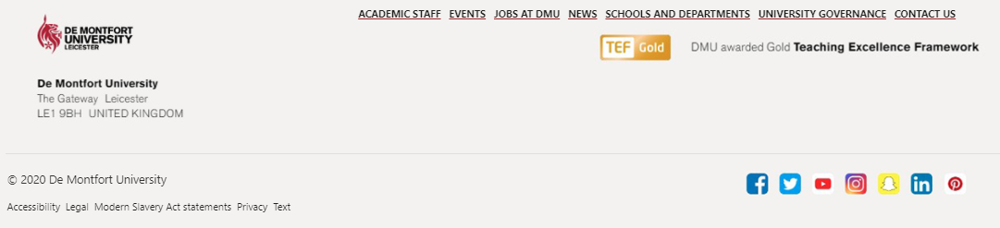 DE MONTFORT
UNIVERSITY
LEICESTER
ACADEMIC STAFF EVENTS JOBS AT DMU NEWS SCHOOLS AND DEPARTMENTS UNIVERSITY GOVERNANCE CONTACT US
TEF Gold DMU awarded Gold Teaching Excellence Framework
De Montfort University
The Gateway Leicester
LE1 9BH UNITED KINGDOM
© 2020 De Montfort University
Accessibility Legal Modern Slavery Act statements Privacy Text